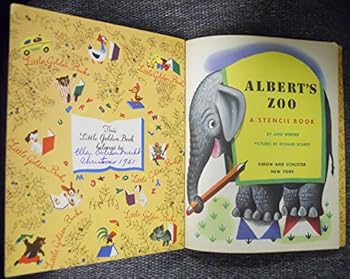 Little Golden Books
Little Golden Books
Little Golden Books
Little Golden Books
This
Little Golden Book
belongs to
Christmas 1951
ALBERT'S
ZOO
A STENCIL BOOK
BY JANE WERNER
PICTURES BY RICHARD SCARRY
SIMON AND SCHUSTER
NEW YORK